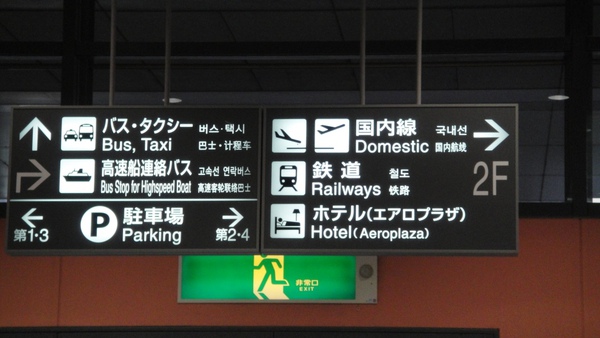 バス・タクシー 버스·택시
Bus, Taxi 巴士·计程车
高速船連絡バス 고속선 연락버스
Bus Stop for Highspeed Boat 高速客轮联络巴士
P 駐車場
Parking
第1·3
第2·4
国内線 국내선
Domestic 国内航线
鉄道 철도
Railways 铁路
2F
ホテル(エアロプラザ)
Hotel(Aeroplaza)
非常口
EXIT